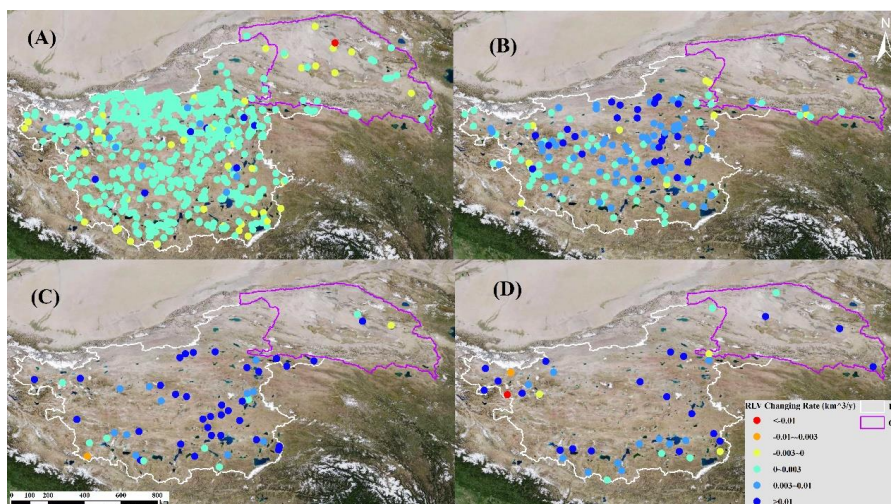 (A)
(B)
N
(C)
(D)
RLV Changing Rate (km^3/y)
<-0.01
-0.01~-0.003
-0.003~0
0~0.003
0.003~0.01
>0.01
0 100 200 400 600 800